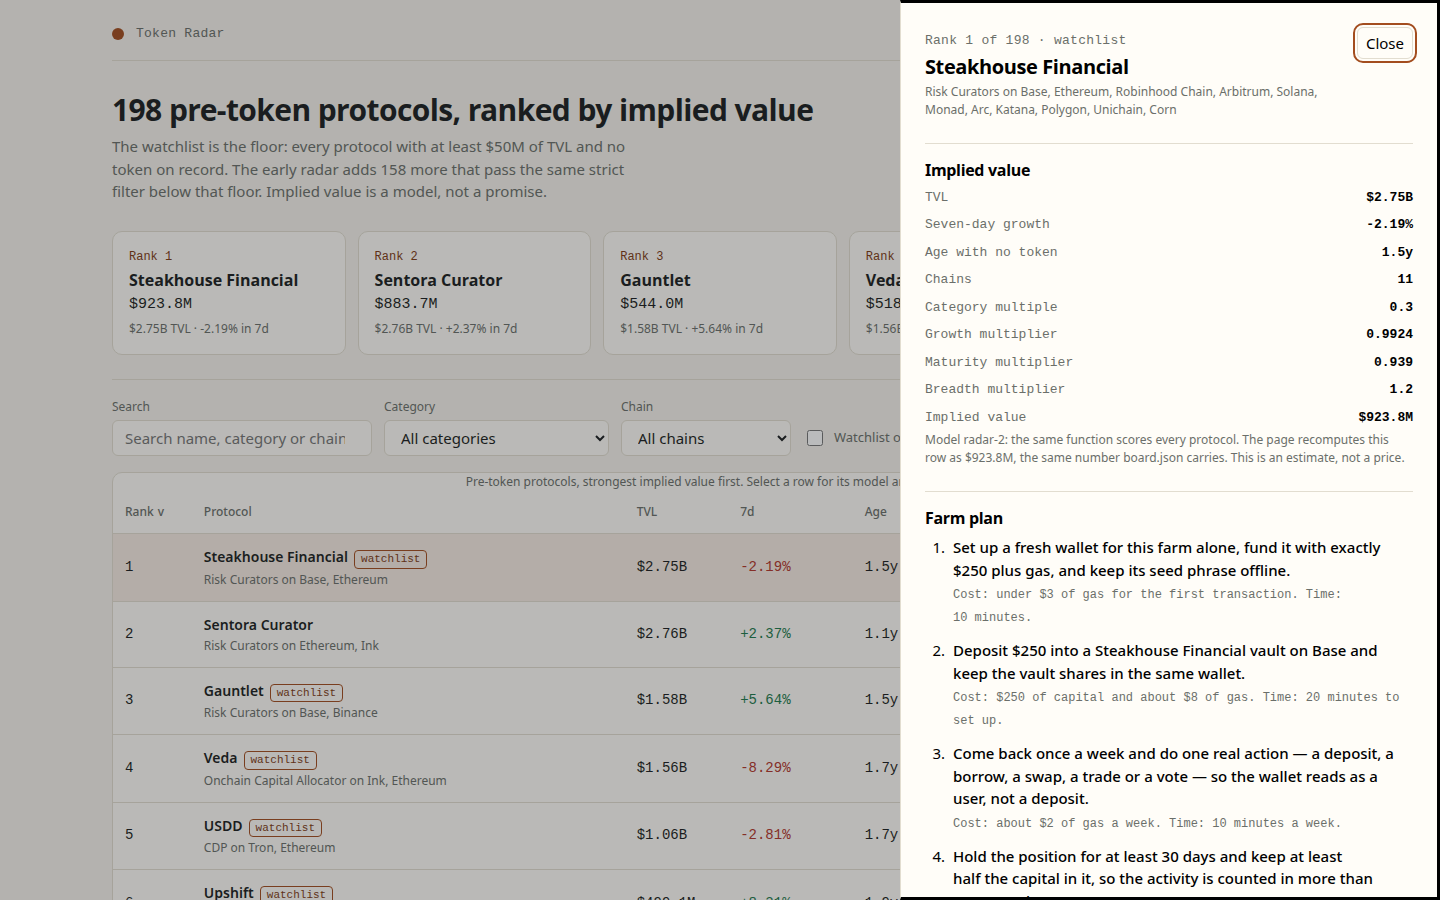 Token Radar
198 pre-token protocols, ranked by implied value
The watchlist is the floor: every protocol with at least $50M of TVL and no
token on record. The early radar adds 158 more that pass the same strict
filter below that floor. Implied value is a model, not a promise.
Rank 1
Steakhouse Financial
$923.8M
$2.75B TVL · -2.19% in 7d
Rank 2
Sentora Curator
$883.7M
$2.76B TVL · +2.37% in 7d
Rank 3
Gauntlet
$544.0M
$1.58B TVL · +5.64% in 7d
Rank
Veda
$518
$1.56B
Search
Category
Chain
Search name, category or chain
All categories
All chains
Watchlist o
Pre-token protocols, strongest implied value first. Select a row for its model a
Rank v
Protocol
TVL
7d
Age
1
Steakhouse Financial watchlist
Risk Curators on Base, Ethereum
$2.75B
-2.19%
1.5y
2
Sentora Curator
Risk Curators on Ethereum, Ink
$2.76B
+2.37%
1.1y
3
Gauntlet watchlist
Risk Curators on Base, Binance
$1.58B
+5.64%
1.5y
4
Veda watchlist
Onchain Capital Allocator on Ink, Ethereum
$1.56B
-8.29%
1.7y
5
USDD watchlist
CDP on Tron, Ethereum
$1.06B
-2.81%
1.7y
Upshift watchlist
Rank 1 of 198 · watchlist
Close
Steakhouse Financial
Risk Curators on Base, Ethereum, Robinhood Chain, Arbitrum, Solana,
Monad, Arc, Katana, Polygon, Unichain, Corn
Implied value
TVL $2.75B
Seven-day growth -2.19%
Age with no token 1.5y
Chains 11
Category multiple 0.3
Growth multiplier 0.9924
Maturity multiplier 0.939
Breadth multiplier 1.2
Implied value $923.8M
Model radar-2: the same function scores every protocol. The page recomputes this
row as $923.8M, the same number board.json carries. This is an estimate, not a price.
Farm plan
1. Set up a fresh wallet for this farm alone, fund it with exactly
$250 plus gas, and keep its seed phrase offline.
Cost: under $3 of gas for the first transaction. Time:
10 minutes.
2. Deposit $250 into a Steakhouse Financial vault on Base and
keep the vault shares in the same wallet.
Cost: $250 of capital and about $8 of gas. Time: 20 minutes to
set up.
3. Come back once a week and do one real action — a deposit, a
borrow, a swap, a trade or a vote — so the wallet reads as a
user, not a deposit.
Cost: about $2 of gas a week. Time: 10 minutes a week.
4. Hold the position for at least 30 days and keep at least
half the capital in it, so the activity is counted in more than